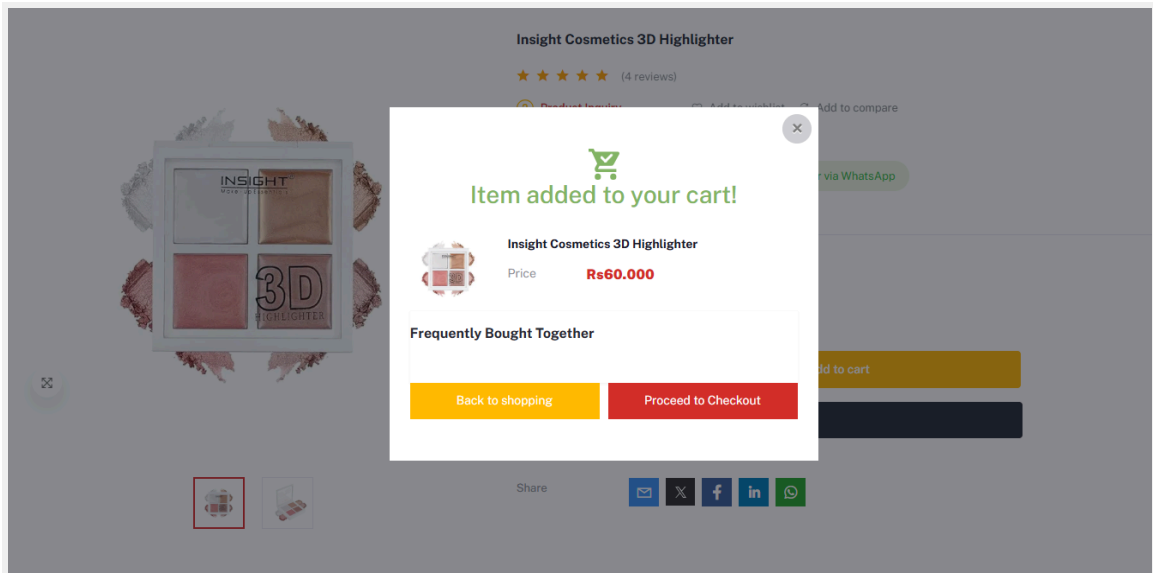 Insight Cosmetics 3D Highlighter
(4 reviews)
Product Inquiry Add to wishlist Add to compare
via WhatsApp
INSIGHT
3D
HIGHLIGHTER
Item added to your cart!
Insight Cosmetics 3D Highlighter
Price Rs60.000
Frequently Bought Together
Back to shopping Proceed to Checkout
to cart
Share